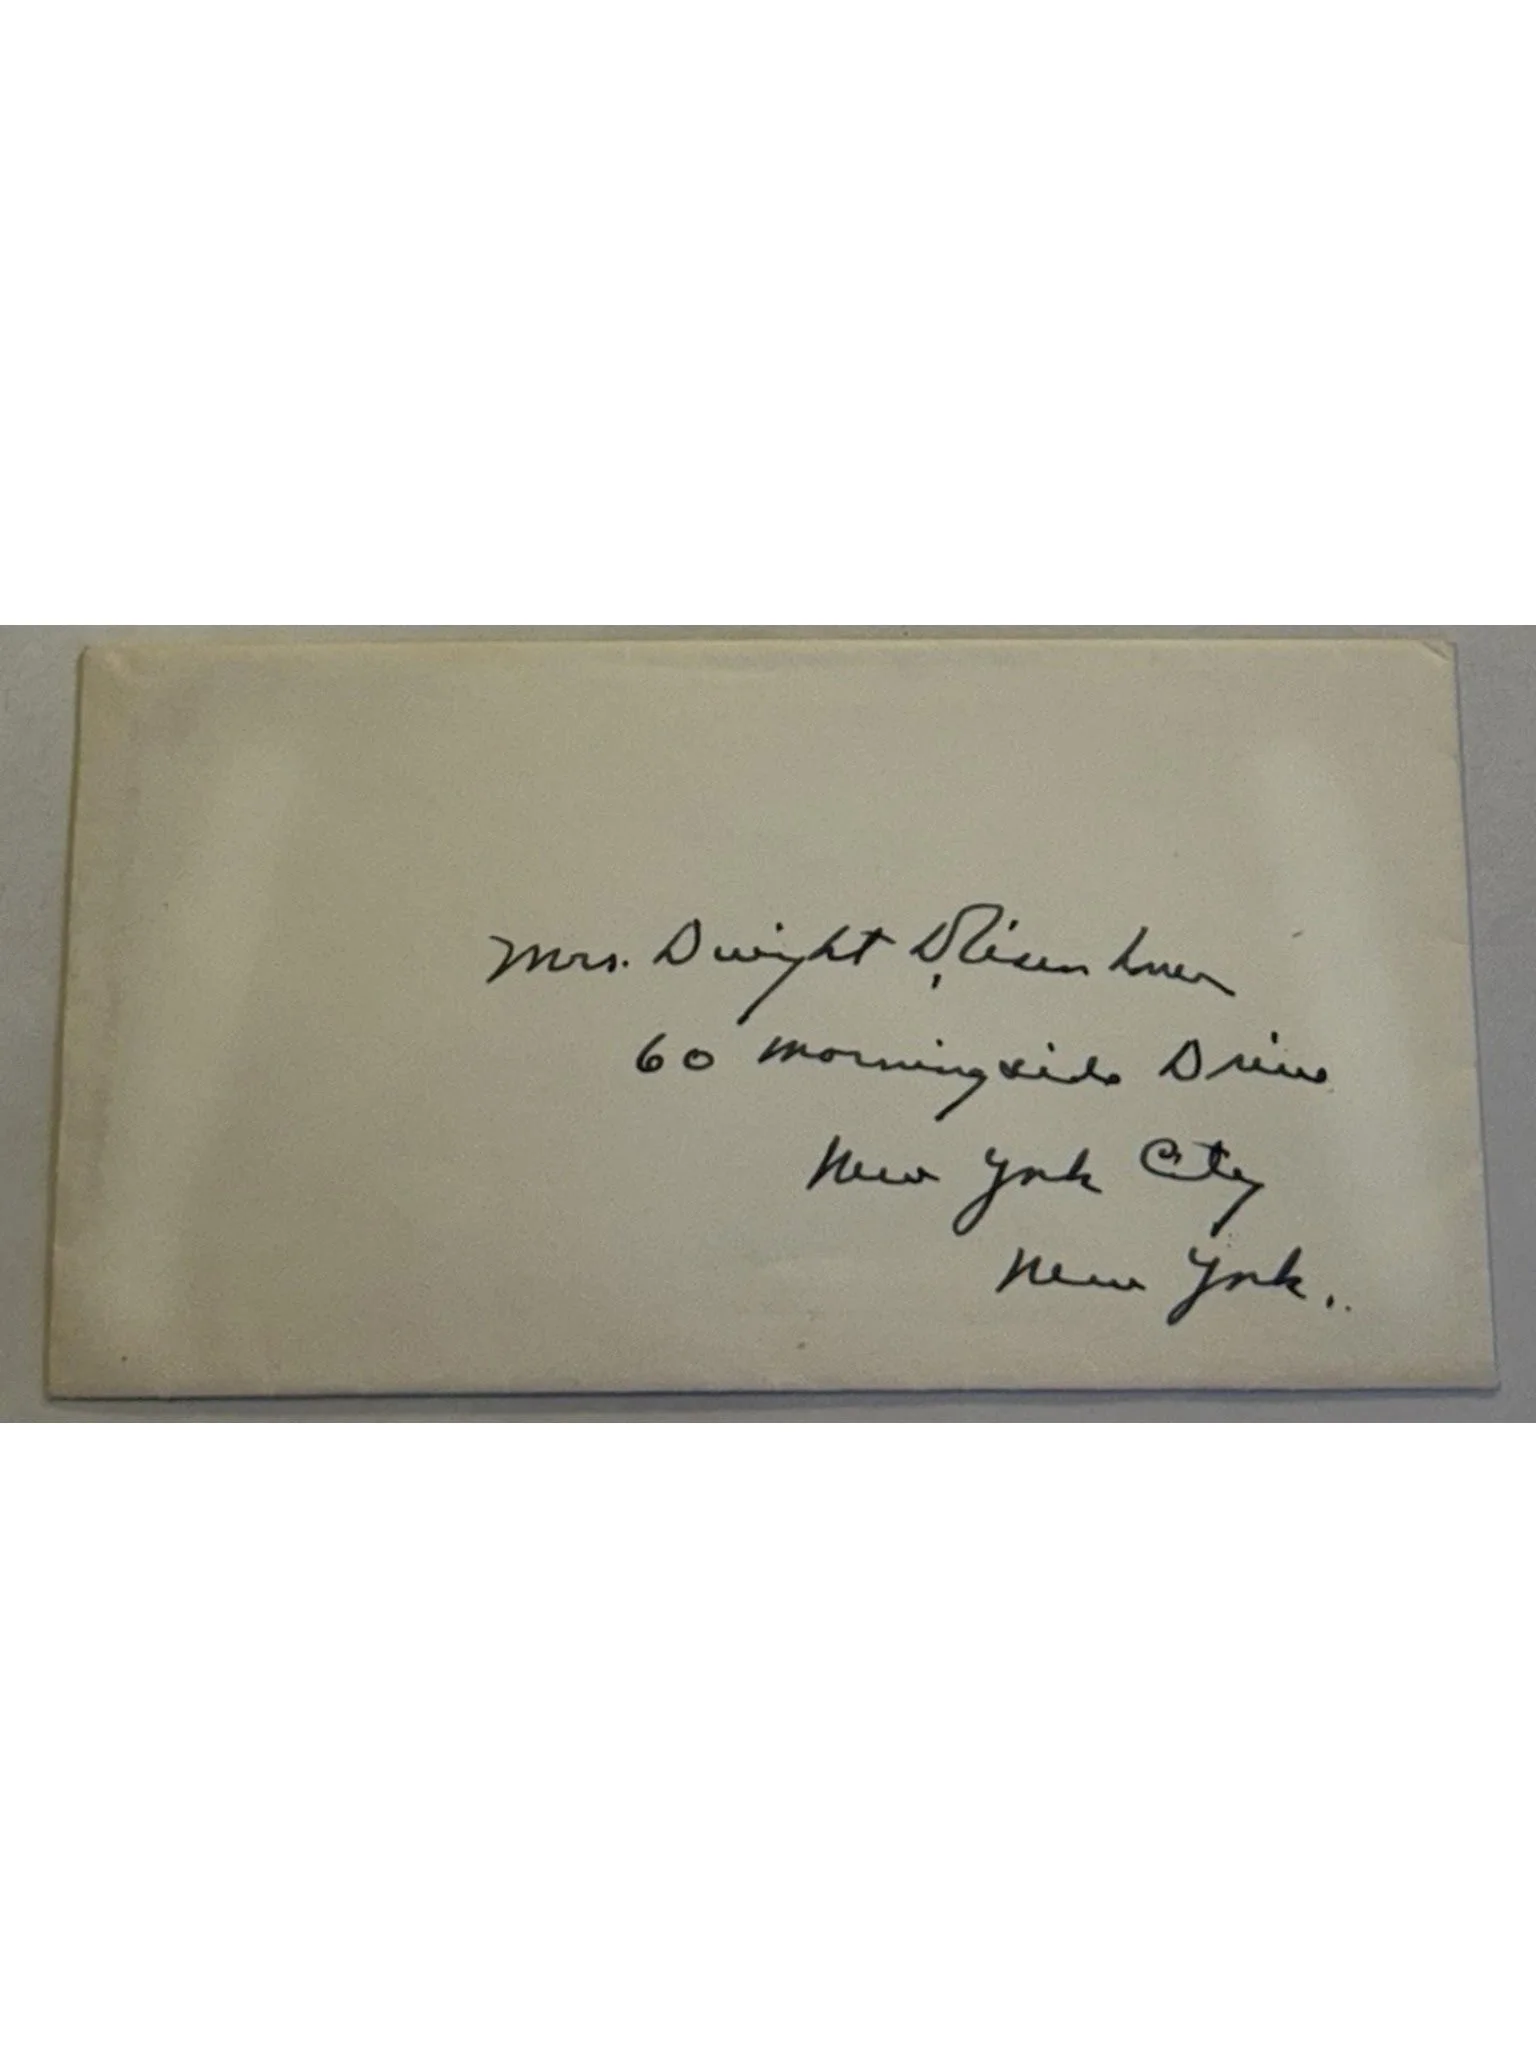 Mrs. Dwight D. Eisenhower
60 Morningside Drive
New York City
New York.